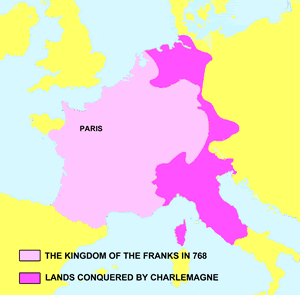 PARIS
THE KINGDOM OF THE FRANKS IN 768
LANDS CONQUERED BY CHARLEMAGNE